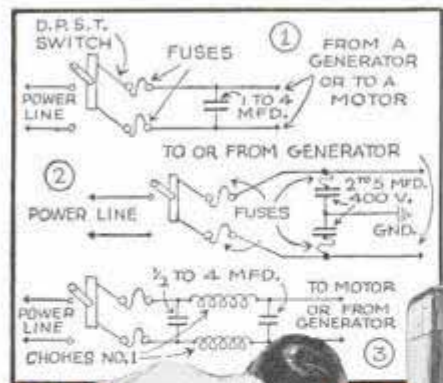 D.P.S.T.
SWITCH
FUSES
1
FROM A
GENERATOR
OR TO A
MOTOR
POWER
LINE
1 TO 4
MFD.
TO OR FROM GENERATOR
2
POWER LINE
FUSES
2 TO 5 MFD.
400 V.
GND.
1/2 TO 4 MFD.
TO MOTOR
OR FROM
GENERATOR
POWER
LINE
CHOKES NO.1
3